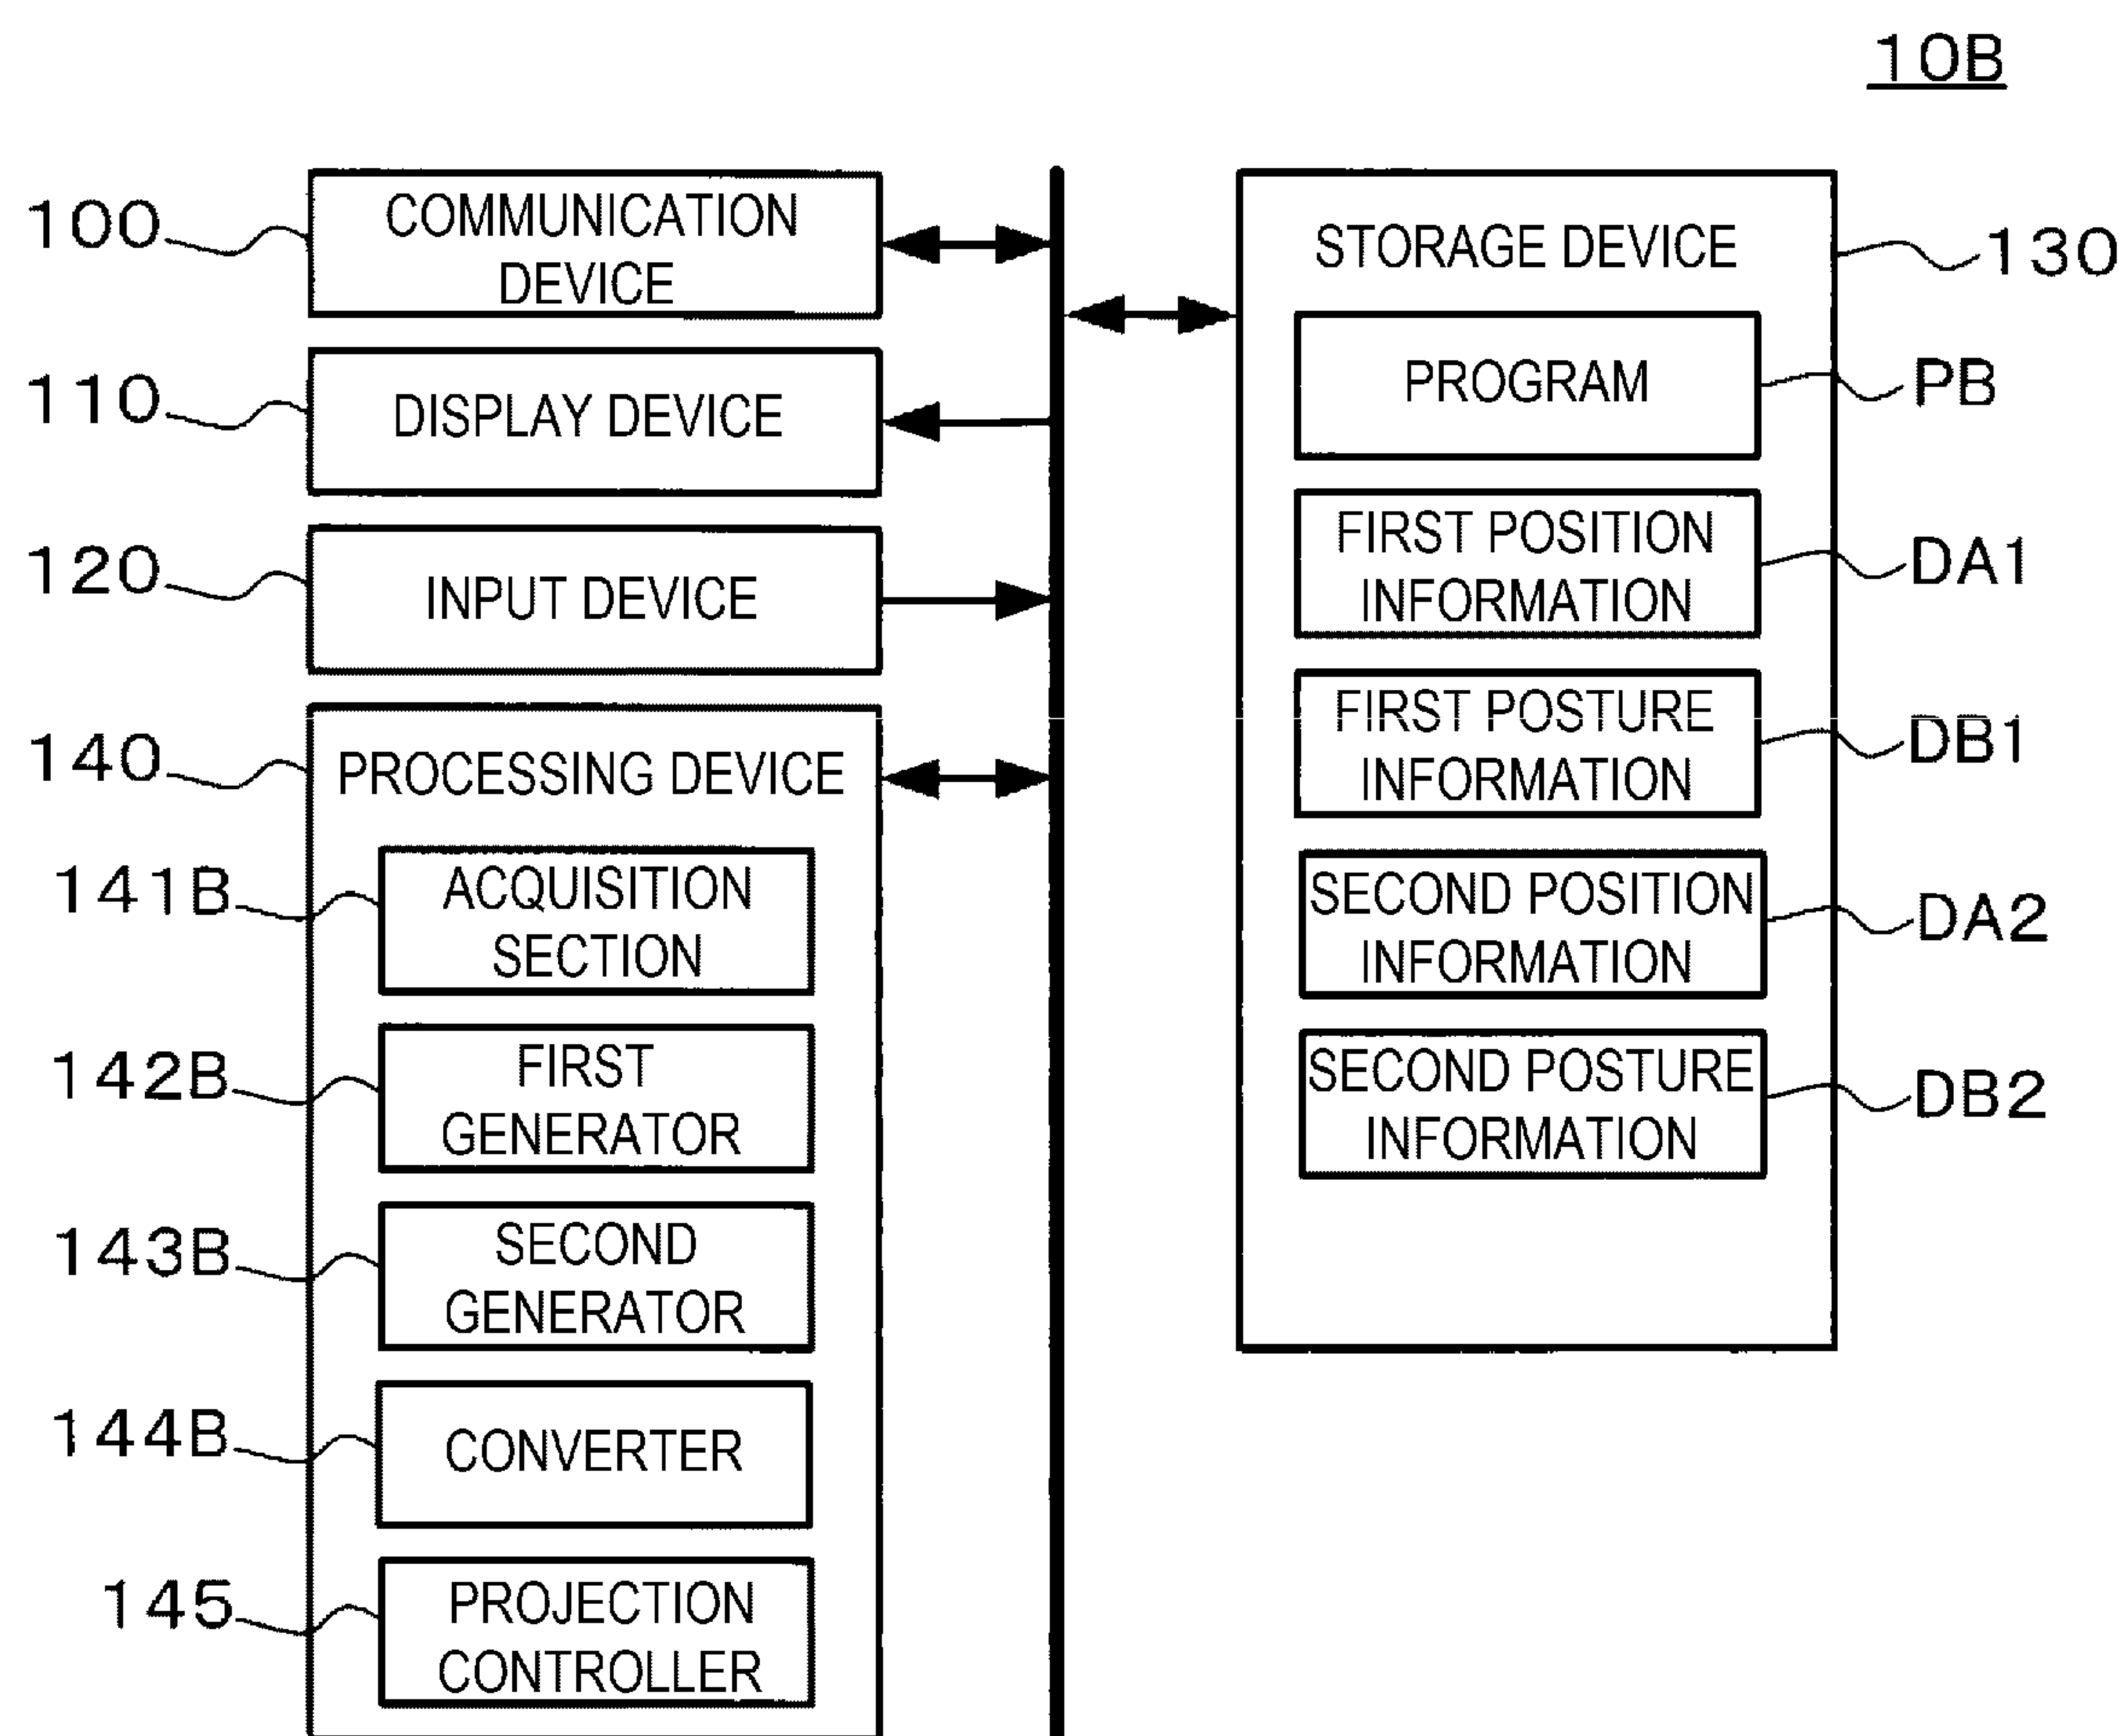 10B
100
COMMUNICATION
DEVICE
110
DISPLAY DEVICE
120
INPUT DEVICE
140
PROCESSING DEVICE
141B
ACQUISITION
SECTION
142B
FIRST
GENERATOR
143B
SECOND
GENERATOR
144B
CONVERTER
145
PROJECTION
CONTROLLER
STORAGE DEVICE
130
PROGRAM
PB
FIRST POSITION
INFORMATION
DA1
FIRST POSTURE
INFORMATION
DB1
SECOND POSITION
INFORMATION
DA2
SECOND POSTURE
INFORMATION
DB2